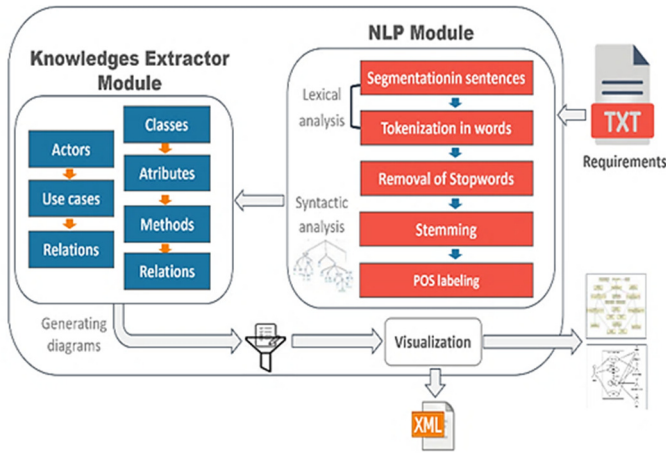 NLP Module
Knowledges Extractor
Module
Segmentationin sentences
Lexical
analysis
Tokenization in words
TXT
Requirements
Classes
Actors
Atributes
Removal of Stopwords
Use cases
Methods
Syntactic
analysis
Stemming
Relations
Relations
POS labeling
Generating
diagrams
Visualization
XML